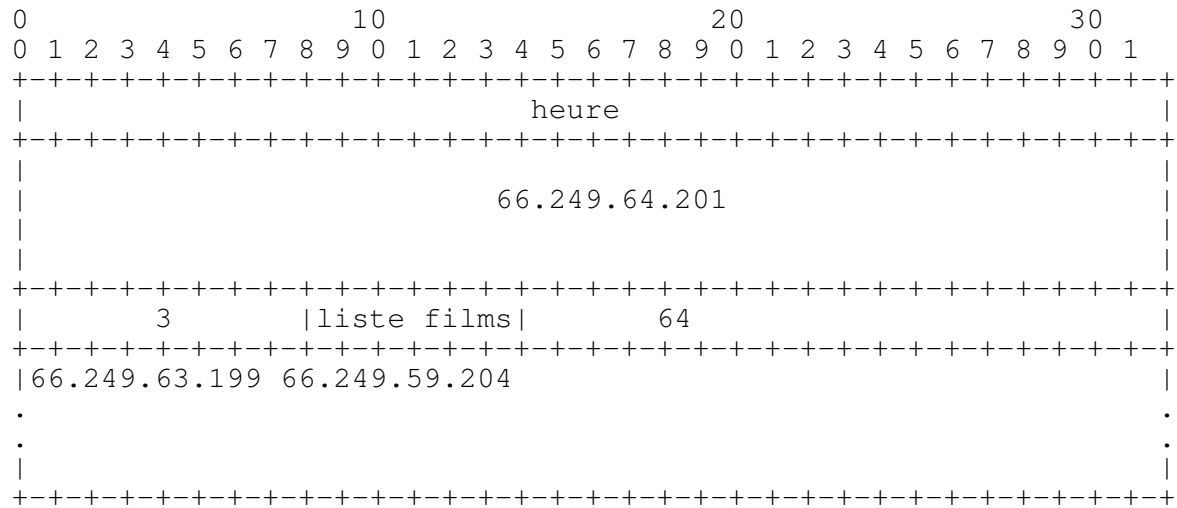 0                   10                  20                  30
0 1 2 3 4 5 6 7 8 9 0 1 2 3 4 5 6 7 8 9 0 1 2 3 4 5 6 7 8 9 0 1
+-+-+-+-+-+-+-+-+-+-+-+-+-+-+-+-+-+-+-+-+-+-+-+-+-+-+-+-+-+-+-+-+
|                            heure                              |
+-+-+-+-+-+-+-+-+-+-+-+-+-+-+-+-+-+-+-+-+-+-+-+-+-+-+-+-+-+-+-+-+
|                                                               |
|                          66.249.64.201                        |
|                                                               |
|                                                               |
+-+-+-+-+-+-+-+-+-+-+-+-+-+-+-+-+-+-+-+-+-+-+-+-+-+-+-+-+-+-+-+-+
|       3       |liste films|       64                          |
+-+-+-+-+-+-+-+-+-+-+-+-+-+-+-+-+-+-+-+-+-+-+-+-+-+-+-+-+-+-+-+-+
|66.249.63.199 66.249.59.204                                    |
.                                                               .
.                                                               .
|                                                               |
+-+-+-+-+-+-+-+-+-+-+-+-+-+-+-+-+-+-+-+-+-+-+-+-+-+-+-+-+-+-+-+-+